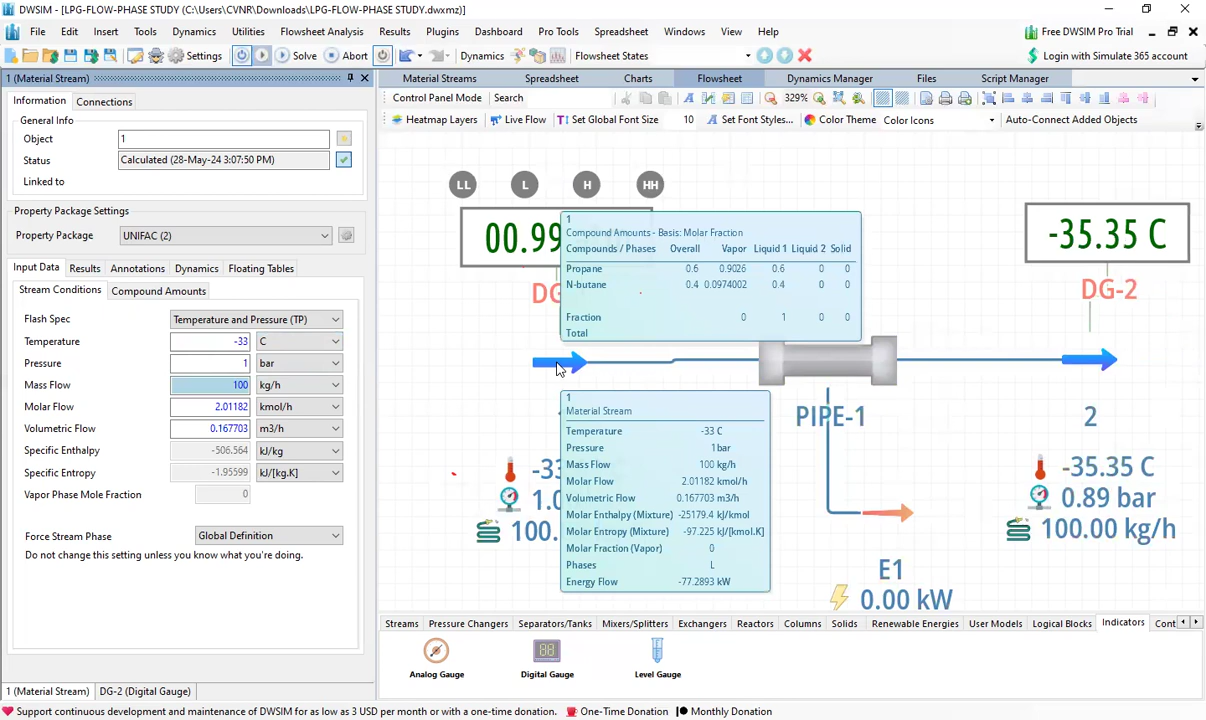 DWSIM - [LPG-FLOW-PHASE STUDY (C:\Users\CVNR\Downloads\LPG-FLOW-PHASE STUDY.dwxmz)]
File Edit Insert Tools Dynamics Utilities Flowsheet Analysis Results Plugins Dashboard Pro Tools Spreadsheet Windows View Help Free DWSIM Pro Trial
Settings Solve Abort Dynamics Flowsheet States Login with Simulate 365 account
1 (Material Stream)
Material Streams Spreadsheet Charts Flowsheet Dynamics Manager Files Script Manager
Control Panel Mode Search 329%
Heatmap Layers Live Flow Set Global Font Size 10 Set Font Styles... Color Theme Color Icons Auto-Connect Added Objects
Information Connections
General Info
Object 1
Status Calculated (28-May-24 3:07:50 PM)
Linked to
Property Package Settings
Property Package UNIFAC (2)
Input Data Results Annotations Dynamics Floating Tables
Stream Conditions Compound Amounts
Flash Spec Temperature and Pressure (TP)
Temperature -33 C
Pressure 1 bar
Mass Flow 100 kg/h
Molar Flow 2.01182 kmol/h
Volumetric Flow 0.167703 m3/h
Specific Enthalpy -506.564 kJ/kg
Specific Entropy -1.95599 kJ/[kg.K]
Vapor Phase Mole Fraction 0
Force Stream Phase Global Definition
Do not change this setting unless you know what you're doing.
LL L H HH
00.99
DG-
1
Compound Amounts - Basis: Molar Fraction
Compounds / Phases Overall Vapor Liquid 1 Liquid 2 Solid
Propane 0.6 0.9026 0.6 0 0
N-butane 0.4 0.0974002 0.4 0 0
Fraction 0 1 0 0
Total
-35.35 C
DG-2
PIPE-1
2
1
Material Stream
Temperature -33 C
Pressure 1 bar
Mass Flow 100 kg/h
Molar Flow 2.01182 kmol/h
Volumetric Flow 0.167703 m3/h
Molar Enthalpy (Mixture) -25179.4 kJ/kmol
Molar Entropy (Mixture) -97.225 kJ/[kmol.K]
Molar Fraction (Vapor) 0
Phases L
Energy Flow -77.2893 kW
-33
1.0
100.
-35.35 C
0.89 bar
100.00 kg/h
E1
0.00 kW
Streams Pressure Changers Separators/Tanks Mixers/Splitters Exchangers Reactors Columns Solids Renewable Energies User Models Logical Blocks Indicators Cont
88
Analog Gauge Digital Gauge Level Gauge
1 (Material Stream) DG-2 (Digital Gauge)
Support continuous development and maintenance of DWSIM for as low as 3 USD per month or with a one-time donation. One-Time Donation Monthly Donation